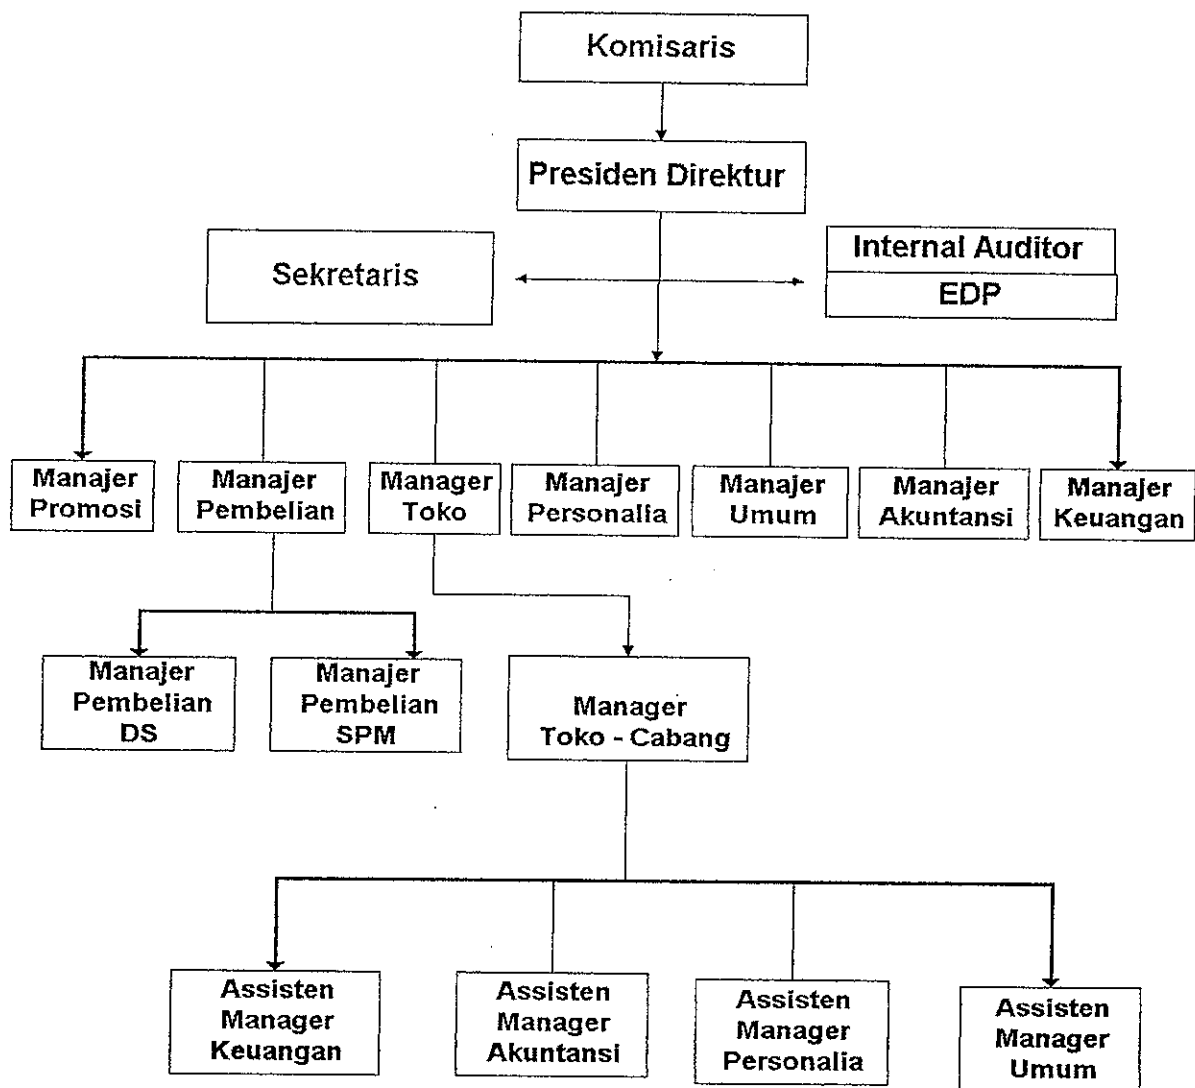 Komisaris
Presiden Direktur
Sekretaris
Internal Auditor
EDP
Manajer
Promosi
Manajer
Pembelian
Manager
Toko
Manajer
Personalia
Manajer
Umum
Manajer
Akuntansi
Manajer
Keuangan
Manajer
Pembelian
DS
Manajer
Pembelian
SPM
Manager
Toko - Cabang
Assisten
Manager
Keuangan
Assisten
Manager
Akuntansi
Assisten
Manager
Personalia
Assisten
Manager
Umum